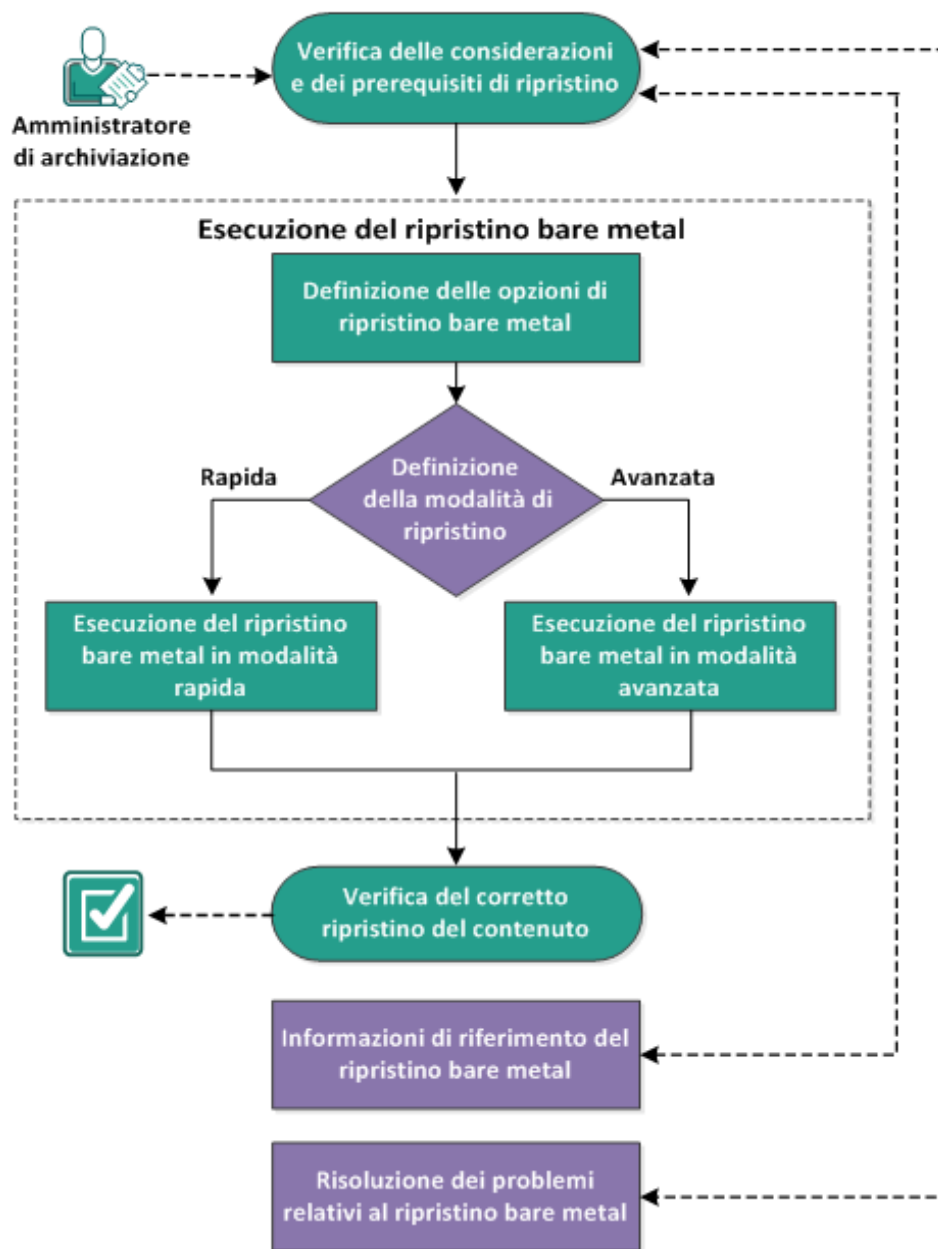 Verifica delle considerazioni
e dei prerequisiti di ripristino
Amministratore
di archiviazione
Esecuzione del ripristino bare metal
Definizione delle opzioni di
ripristino bare metal
Rapida
Definizione
della modalità di
ripristino
Avanzata
Esecuzione del ripristino
bare metal in modalità
rapida
Esecuzione del ripristino
bare metal in modalità
avanzata
Verifica del corretto
ripristino del contenuto
Informazioni di riferimento del
ripristino bare metal
Risoluzione dei problemi
relativi al ripristino bare metal